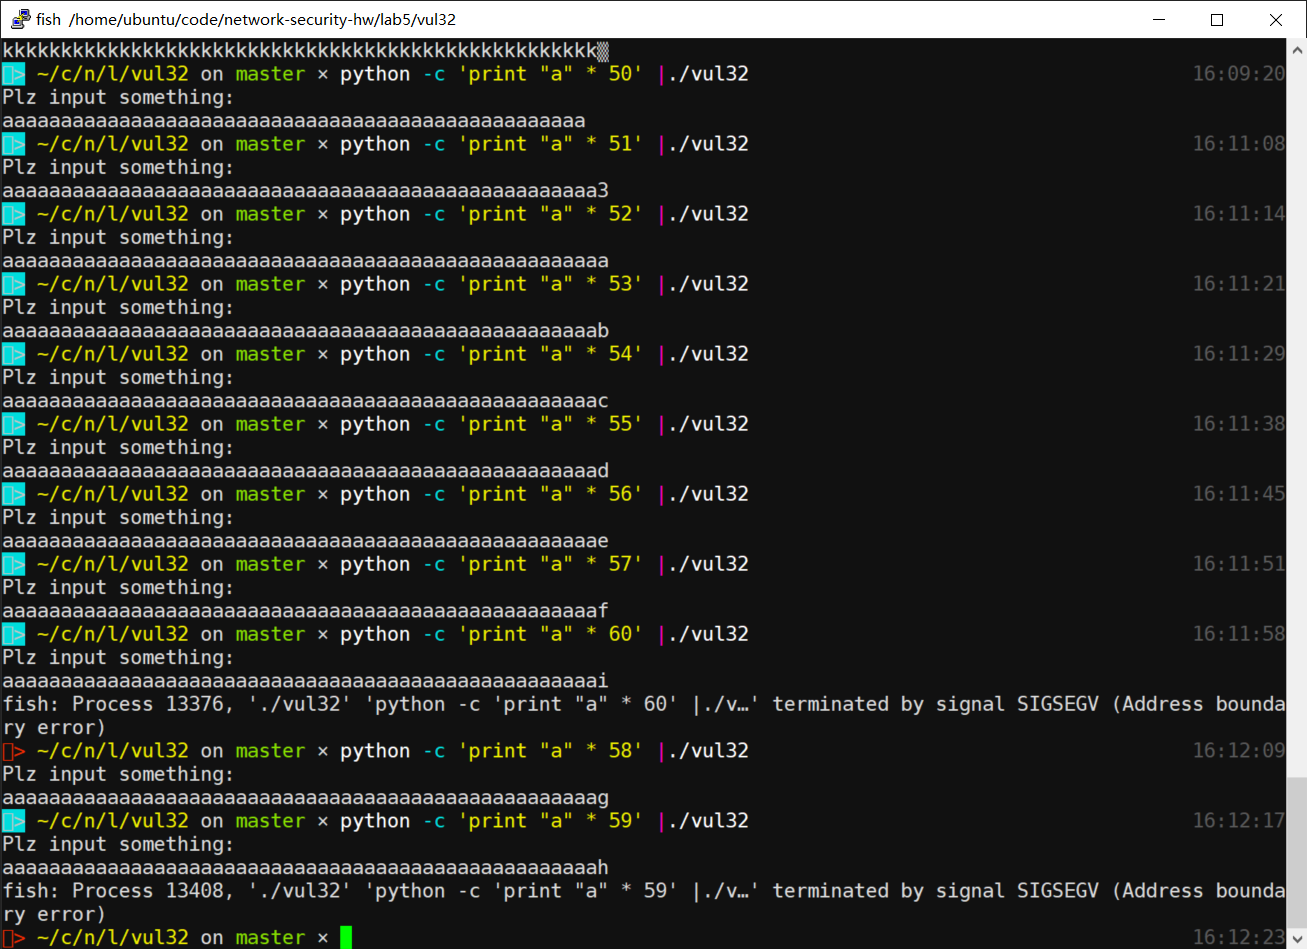 kkkkkkkkkkkkkkkkkkkkkkkkkkkkkkkkkkkkkkkkkkkkkkkkkkk▒
~/c/n/l/vul32 on master × python -c 'print "a" * 50' |./vul32 16:09:20
Plz input something:
aaaaaaaaaaaaaaaaaaaaaaaaaaaaaaaaaaaaaaaaaaaaaaaaaa
~/c/n/l/vul32 on master × python -c 'print "a" * 51' |./vul32 16:11:08
Plz input something:
aaaaaaaaaaaaaaaaaaaaaaaaaaaaaaaaaaaaaaaaaaaaaaaaaaa3
~/c/n/l/vul32 on master × python -c 'print "a" * 52' |./vul32 16:11:14
Plz input something:
aaaaaaaaaaaaaaaaaaaaaaaaaaaaaaaaaaaaaaaaaaaaaaaaaaaa
~/c/n/l/vul32 on master × python -c 'print "a" * 53' |./vul32 16:11:21
Plz input something:
aaaaaaaaaaaaaaaaaaaaaaaaaaaaaaaaaaaaaaaaaaaaaaaaaaab
~/c/n/l/vul32 on master × python -c 'print "a" * 54' |./vul32 16:11:29
Plz input something:
aaaaaaaaaaaaaaaaaaaaaaaaaaaaaaaaaaaaaaaaaaaaaaaaaaac
~/c/n/l/vul32 on master × python -c 'print "a" * 55' |./vul32 16:11:38
Plz input something:
aaaaaaaaaaaaaaaaaaaaaaaaaaaaaaaaaaaaaaaaaaaaaaaaaaad
~/c/n/l/vul32 on master × python -c 'print "a" * 56' |./vul32 16:11:45
Plz input something:
aaaaaaaaaaaaaaaaaaaaaaaaaaaaaaaaaaaaaaaaaaaaaaaaaaae
~/c/n/l/vul32 on master × python -c 'print "a" * 57' |./vul32 16:11:51
Plz input something:
aaaaaaaaaaaaaaaaaaaaaaaaaaaaaaaaaaaaaaaaaaaaaaaaaaaf
~/c/n/l/vul32 on master × python -c 'print "a" * 60' |./vul32 16:11:58
Plz input something:
aaaaaaaaaaaaaaaaaaaaaaaaaaaaaaaaaaaaaaaaaaaaaaaaaaai
fish: Process 13376, './vul32' 'python -c 'print "a" * 60' |./v…' terminated by signal SIGSEGV (Address bounda
ry error)
> ~/c/n/l/vul32 on master × python -c 'print "a" * 58' |./vul32 16:12:09
Plz input something:
aaaaaaaaaaaaaaaaaaaaaaaaaaaaaaaaaaaaaaaaaaaaaaaaaaag
~/c/n/l/vul32 on master × python -c 'print "a" * 59' |./vul32 16:12:17
Plz input something:
aaaaaaaaaaaaaaaaaaaaaaaaaaaaaaaaaaaaaaaaaaaaaaaaaaah
fish: Process 13408, './vul32' 'python -c 'print "a" * 59' |./v…' terminated by signal SIGSEGV (Address bounda
ry error)
> ~/c/n/l/vul32 on master × 16:12:23
fish /home/ubuntu/code/network-security-hw/lab5/vul32